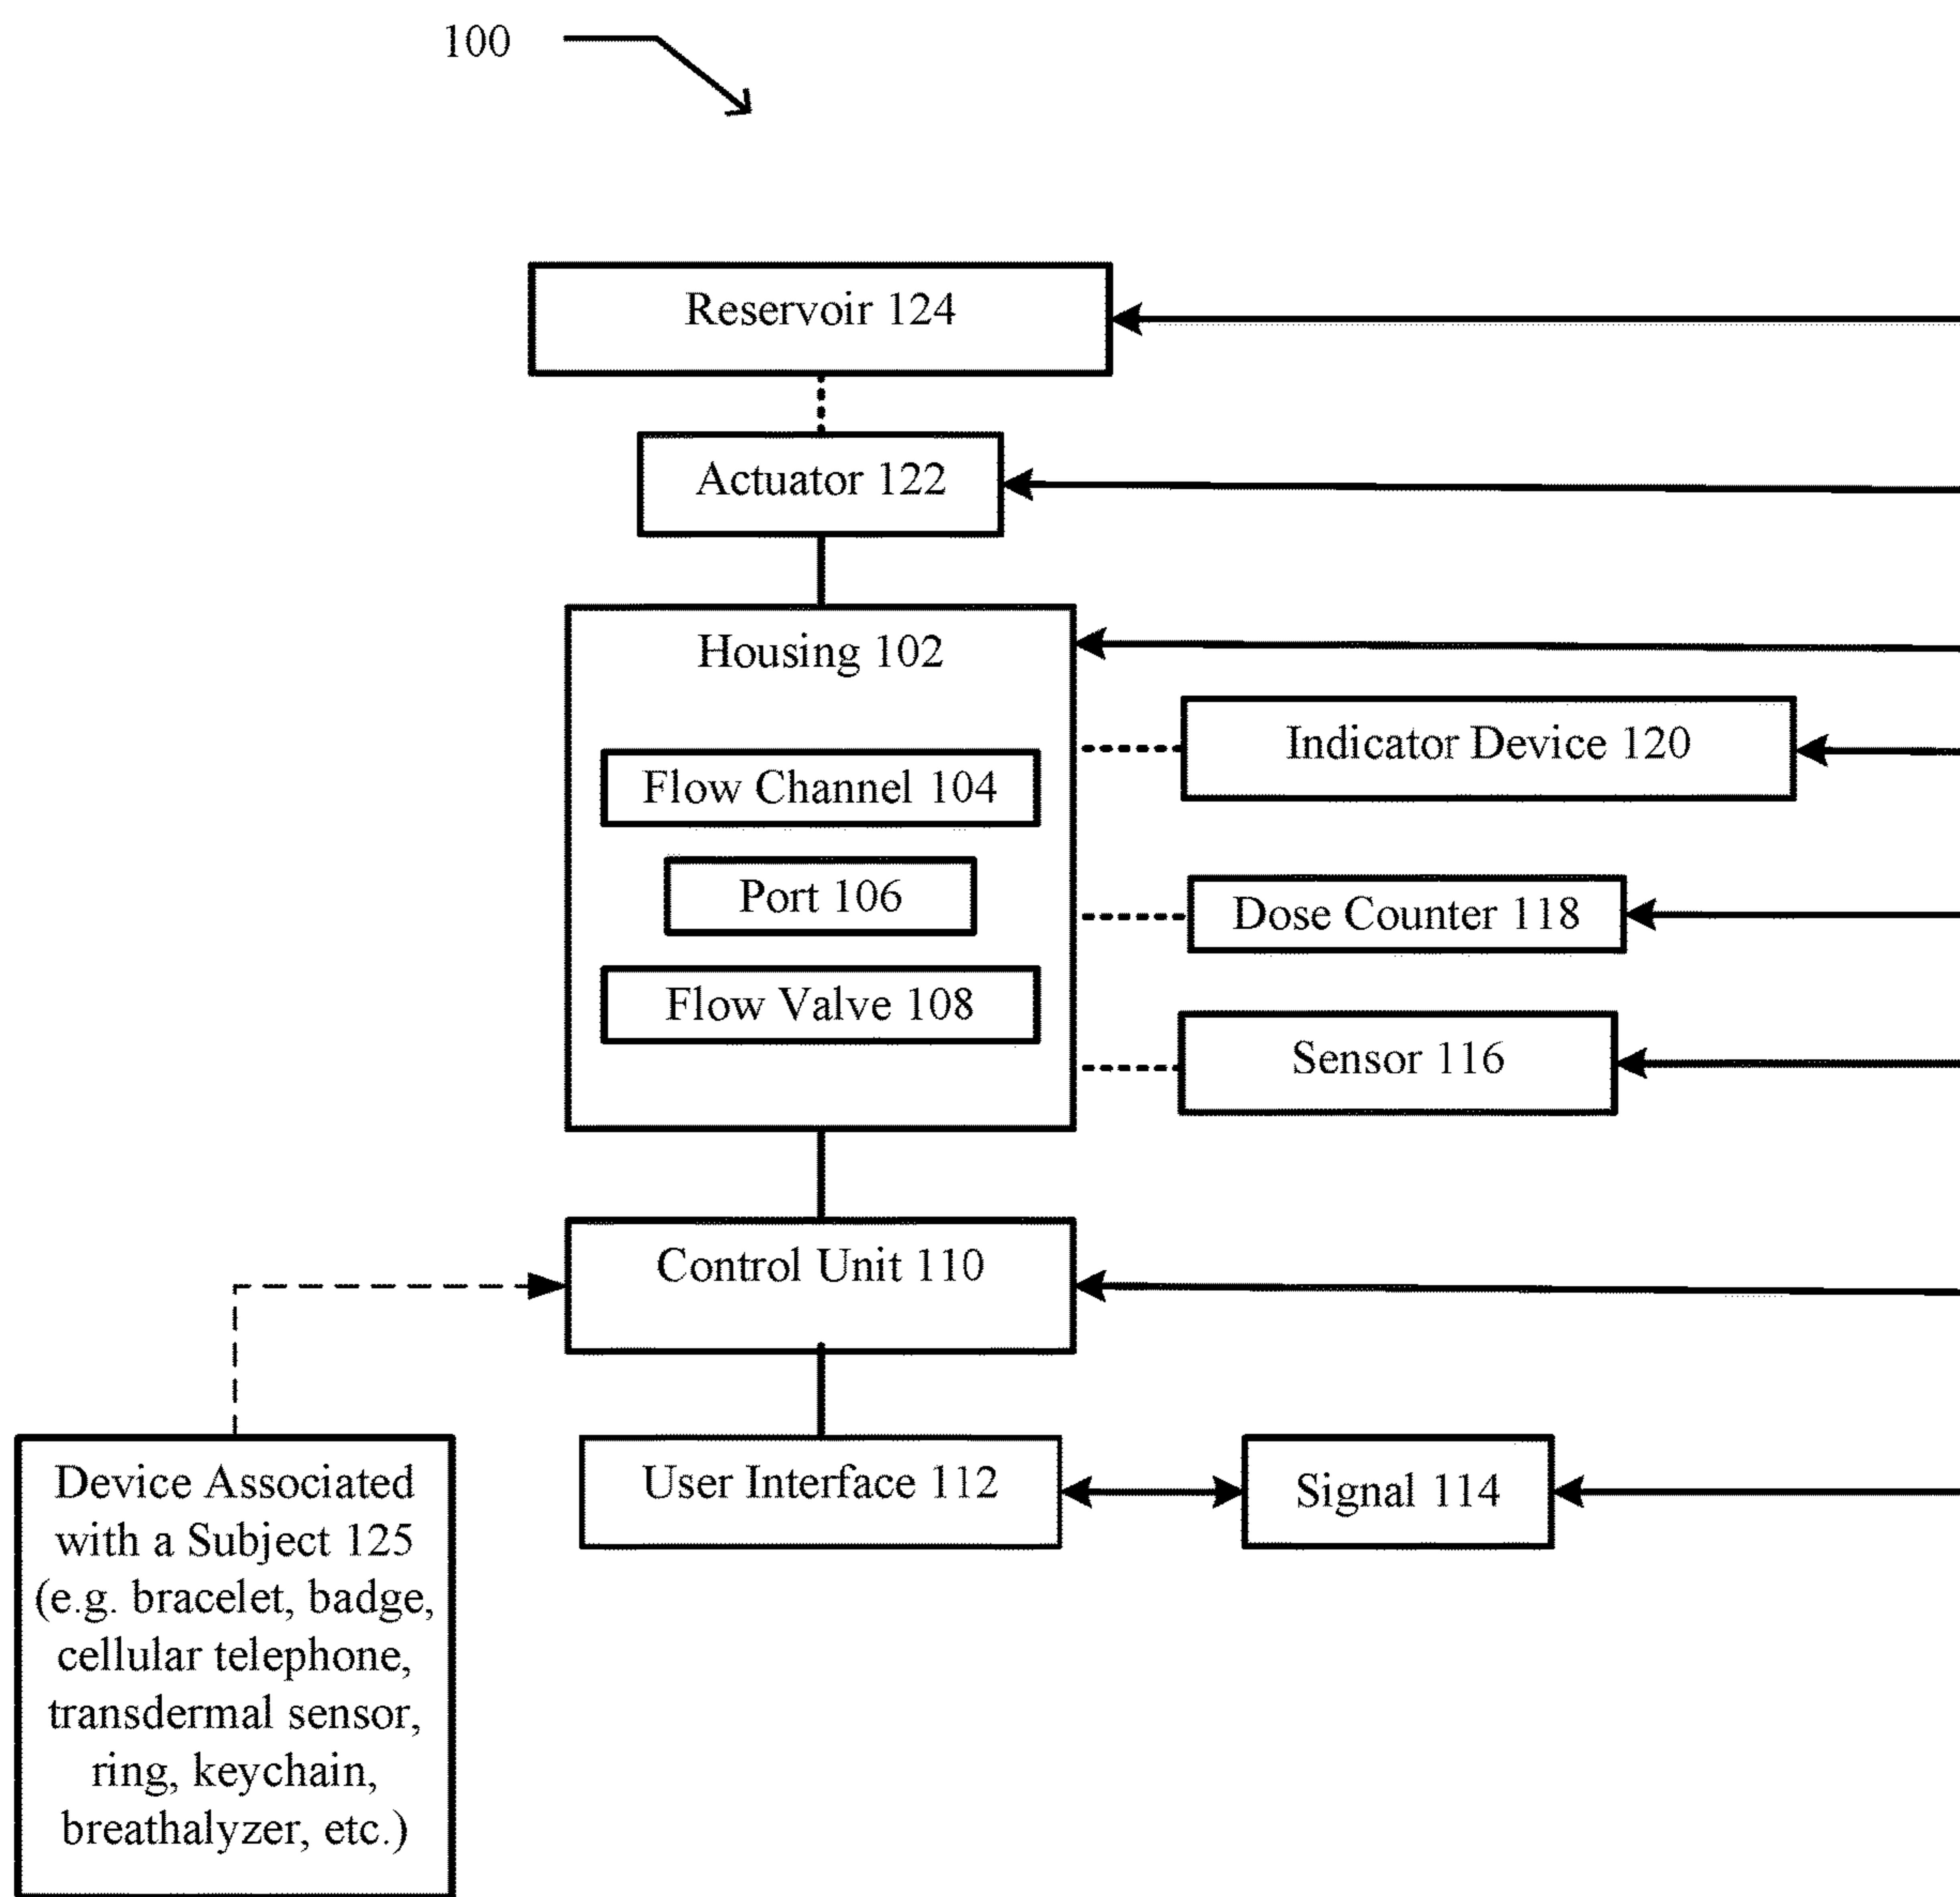 100
Reservoir 124
Actuator 122
Housing 102
Indicator Device 120
Flow Channel 104
Port 106
Dose Counter 118
Flow Valve 108
Sensor 116
Control Unit 110
User Interface 112
Signal 114
Device Associated
with a Subject 125
(e.g. bracelet, badge,
cellular telephone,
transdermal sensor,
ring, keychain,
breathalyzer, etc.)